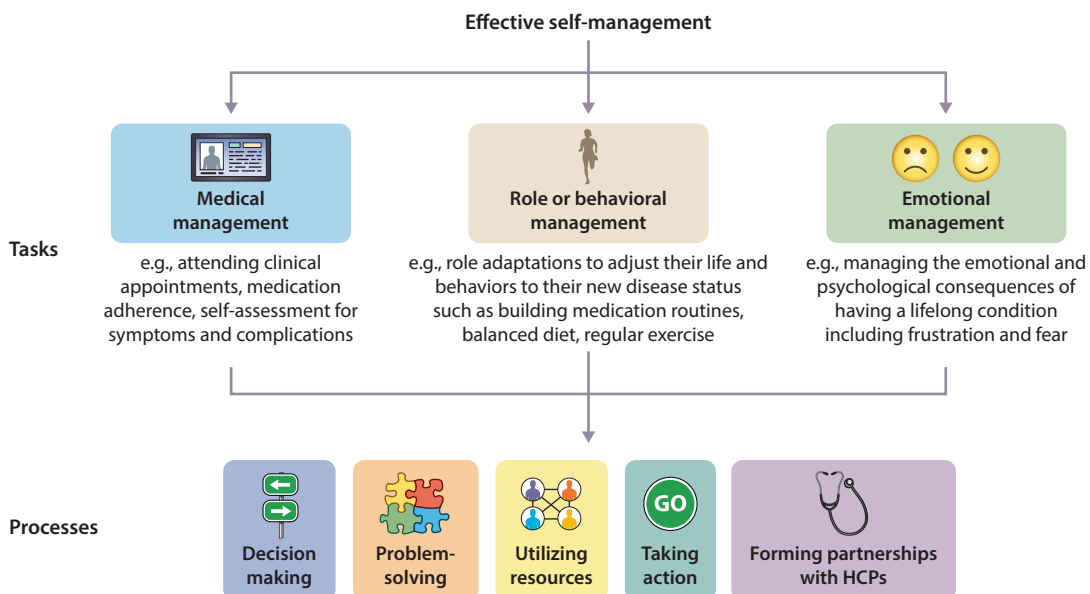 Effective self-management
Medical
management
Role or behavioral
management
Emotional
management
Tasks
e.g., attending clinical
appointments, medication
adherence, self-assessment for
symptoms and complications
e.g., role adaptations to adjust their life and
behaviors to their new disease status
such as building medication routines,
balanced diet, regular exercise
e.g., managing the emotional and
psychological consequences of
having a lifelong condition
including frustration and fear
Processes
GO
Decision
making
Problem-
solving
Utilizing
resources
Taking
action
Forming partnerships
with HCPs